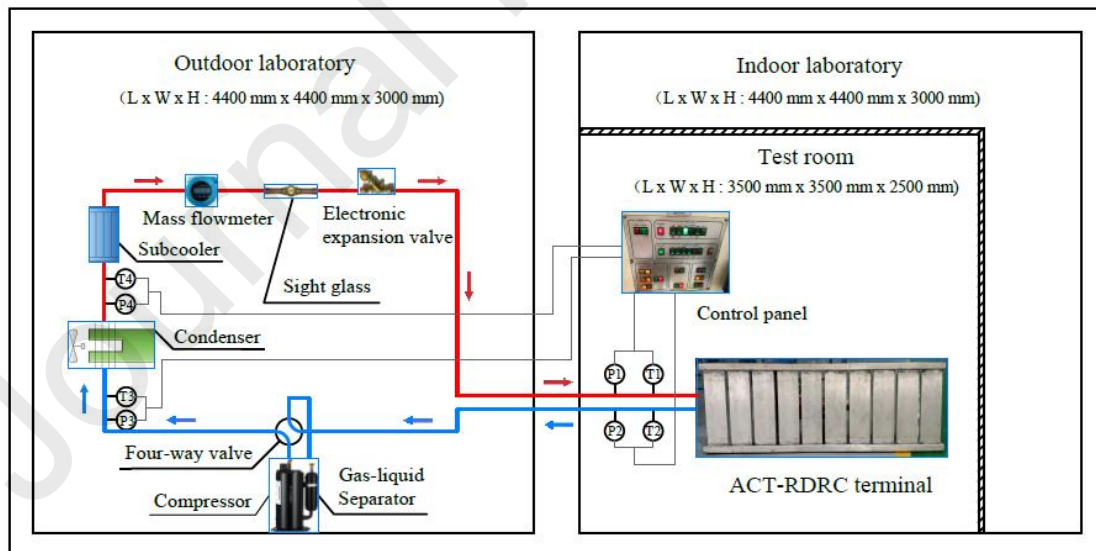 Outdoor laboratory
(L x W x H : 4400 mm x 4400 mm x 3000 mm)
Mass flowmeter
Electronic
expansion valve
Subcooler
Sight glass
T4
P4
Condenser
T3
P3
Four-way valve
Gas-liquid
Separator
Compressor
Indoor laboratory
(L x W x H : 4400 mm x 4400 mm x 3000 mm)
Test room
(L x W x H : 3500 mm x 3500 mm x 2500 mm)
Control panel
P1
T1
P2
T2
ACT-RDRC terminal
Journal